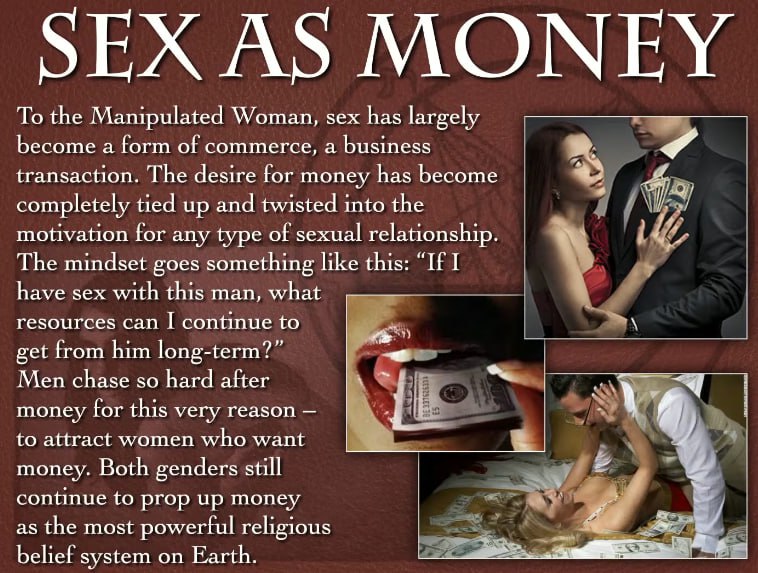 SEX AS MONEY
To the Manipulated Woman, sex has largely
become a form of commerce, a business
transaction. The desire for money has become
completely tied up and twisted into the
motivation for any type of sexual relationship.
The mindset goes something like this: “If I
have sex with this man, what
resources can I continue to
get from him long-term?”
Men chase so hard after
money for this very reason –
to attract women who want
money. Both genders still
continue to prop up money
as the most powerful religious
belief system on Earth.